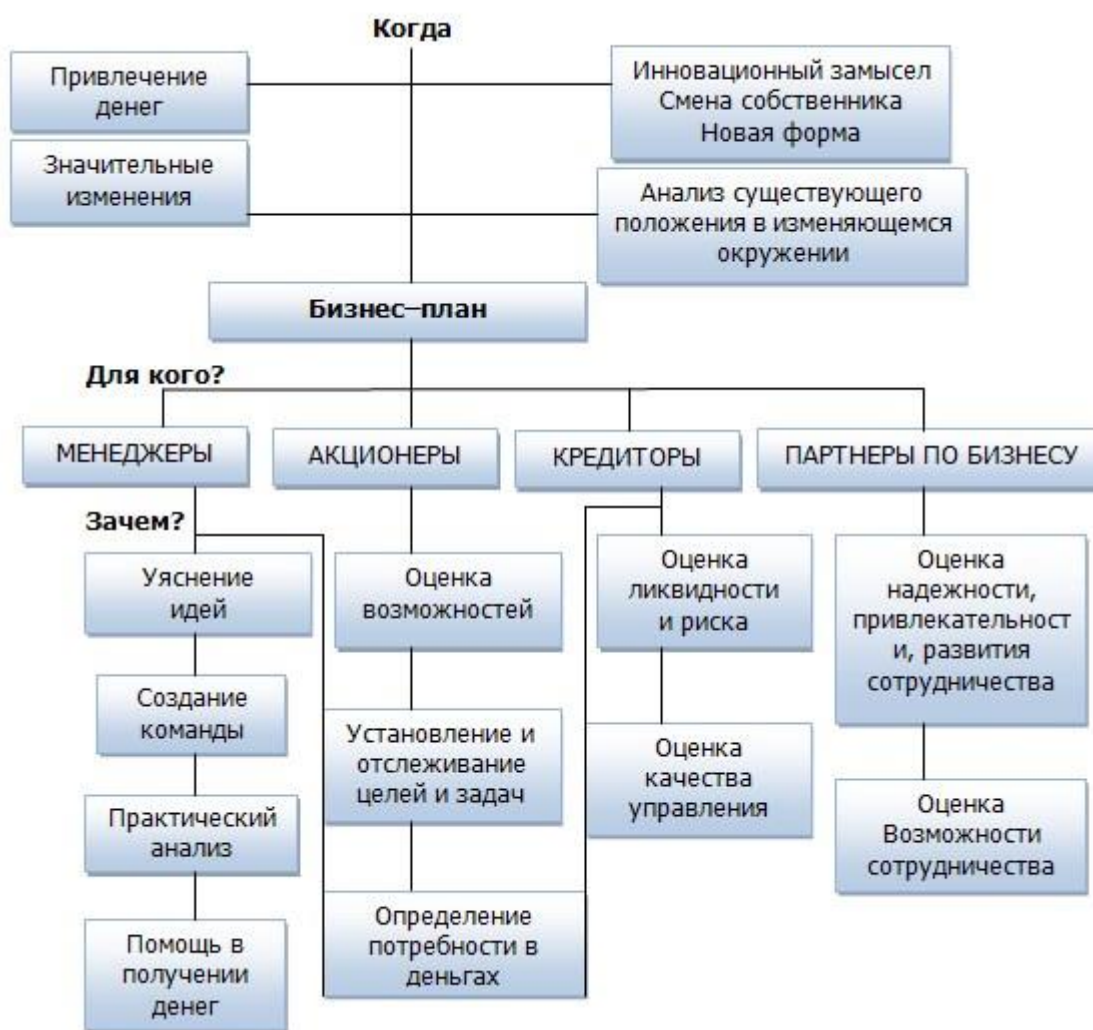 Когда
Привлечение
денег
Инновационный замысел
Смена собственника
Новая форма
Значительные
изменения
Анализ существующего
положения в изменяющемся
окружении
Бизнес–план
Для кого?
МЕНЕДЖЕРЫ
АКЦИОНЕРЫ
КРЕДИТОРЫ
ПАРТНЕРЫ ПО БИЗНЕСУ
Зачем?
Уяснение
идей
Создание
команды
Практический
анализ
Помощь в
получении
денег
Оценка
возможностей
Установление и
отслеживание
целей и задач
Определение
потребности в
деньгах
Оценка
ликвидности
и риска
Оценка
качества
управления
Оценка
надежности,
привлекательност
и, развития
сотрудничества
Оценка
Возможности
сотрудничества